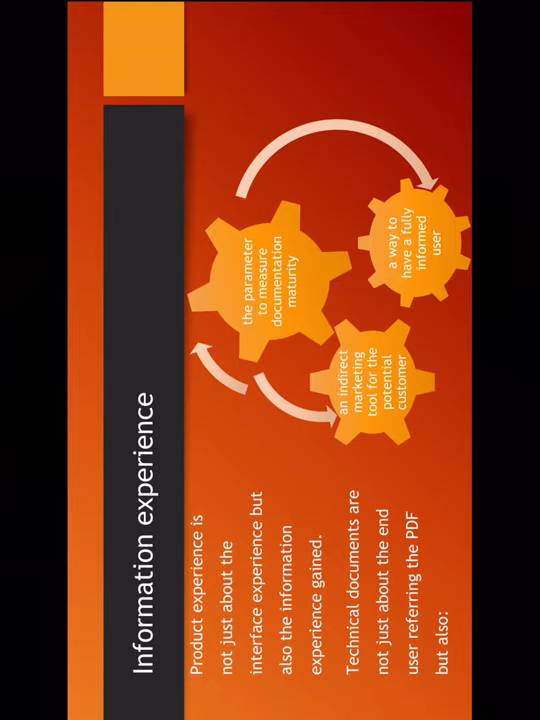 Information experience
Product experience is
not just about the
interface experience but
also the information
experience gained.
Technical documents are
not just about the end
user referring the PDF
but also:
an indirect
marketing
tool for the
potential
customer
the parameter
to measure
documentation
maturity
a way to
have a fully
informed
user